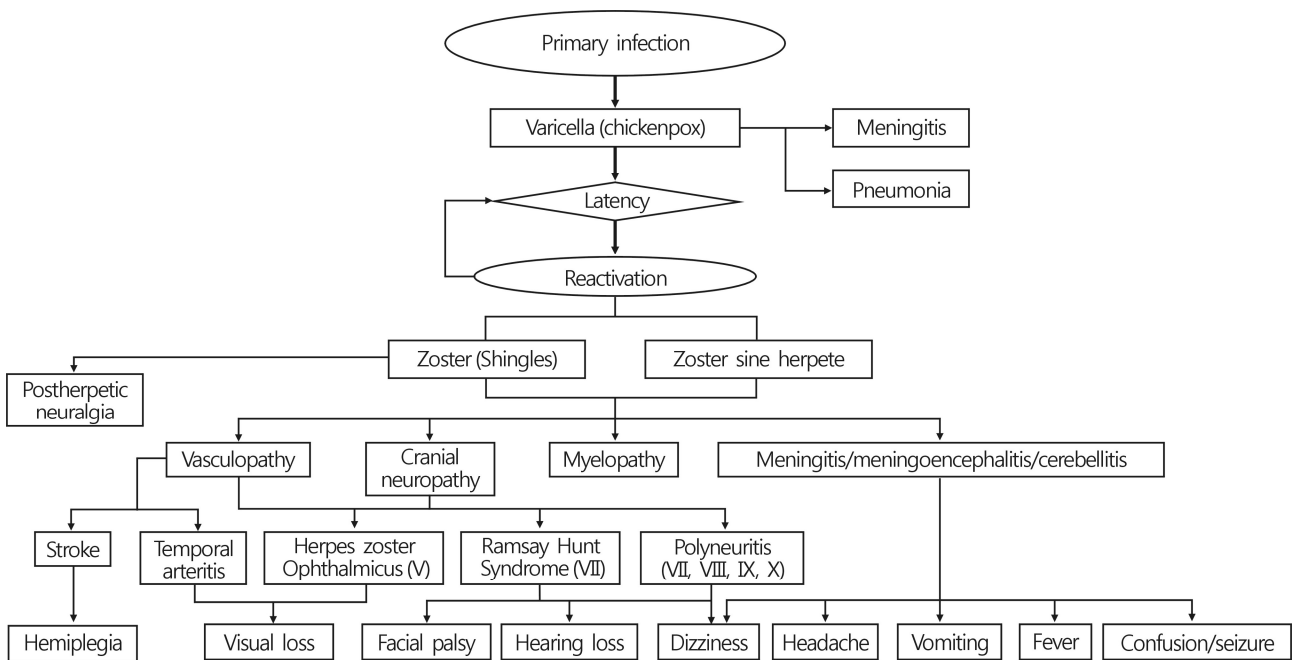 Primary infection
Varicella (chickenpox)
Meningitis
Pneumonia
Latency
Reactivation
Zoster (Shingles)
Zoster sine herpete
Postherpetic
neuralgia
Vasculopathy
Cranial
neuropathy
Myelopathy
Meningitis/meningoencephalitis/cerebellitis
Stroke
Temporal
arteritis
Herpes zoster
Ophthalmicus (Ⅴ)
Ramsay Hunt
Syndrome (Ⅶ)
Polyneuritis
(Ⅶ, Ⅷ, Ⅸ, Ⅹ)
Hemiplegia
Visual loss
Facial palsy
Hearing loss
Dizziness
Headache
Vomiting
Fever
Confusion/seizure